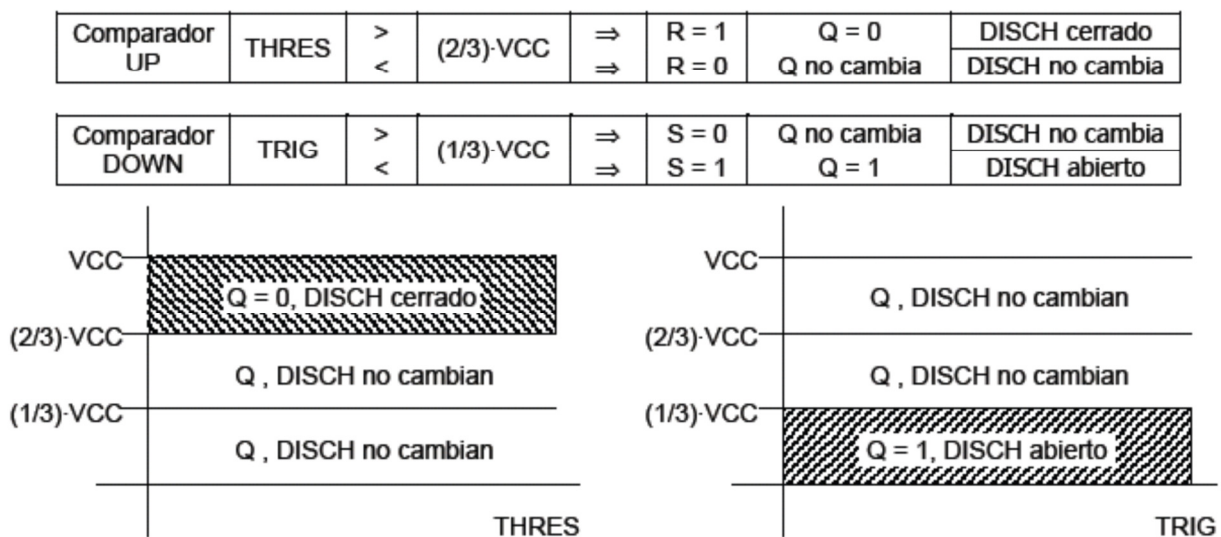 Comparador UP THRES > (2/3)·VCC ⇒ R = 1 Q = 0 DISCH cerrado
< ⇒ R = 0 Q no cambia DISCH no cambia
Comparador DOWN TRIG > (1/3)·VCC ⇒ S = 0 Q no cambia DISCH no cambia
< ⇒ S = 1 Q = 1 DISCH abierto
VCC
Q = 0, DISCH cerrado
(2/3)·VCC
Q , DISCH no cambian
(1/3)·VCC
Q , DISCH no cambian
THRES
VCC
Q , DISCH no cambian
(2/3)·VCC
Q , DISCH no cambian
(1/3)·VCC
Q = 1, DISCH abierto
TRIG